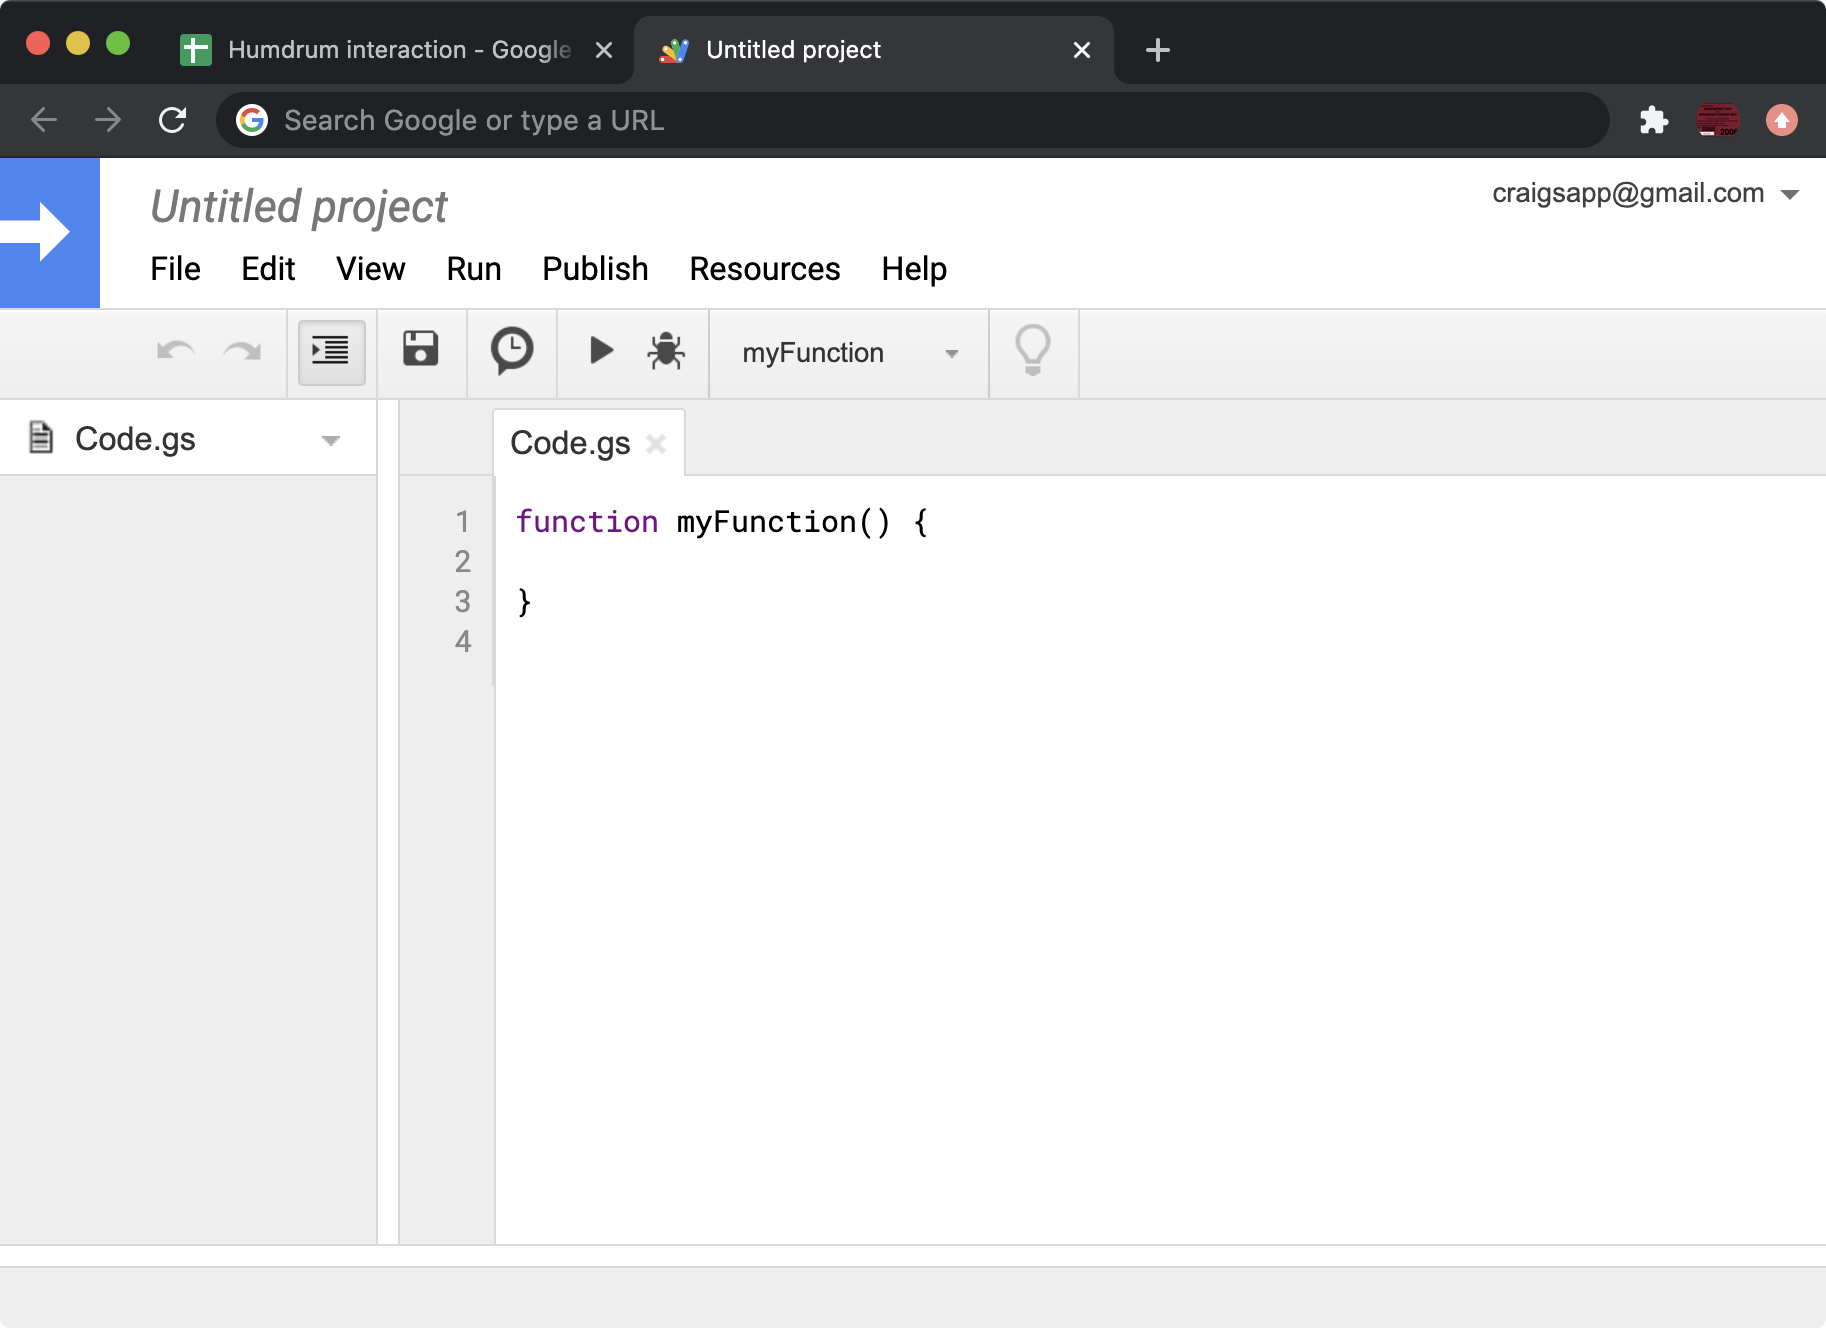 Humdrum interaction - Google
Untitled project
Search Google or type a URL
Untitled project
craigsapp@gmail.com
File Edit View Run Publish Resources Help
myFunction
Code.gs
Code.gs
1 function myFunction() {
2
3 }
4